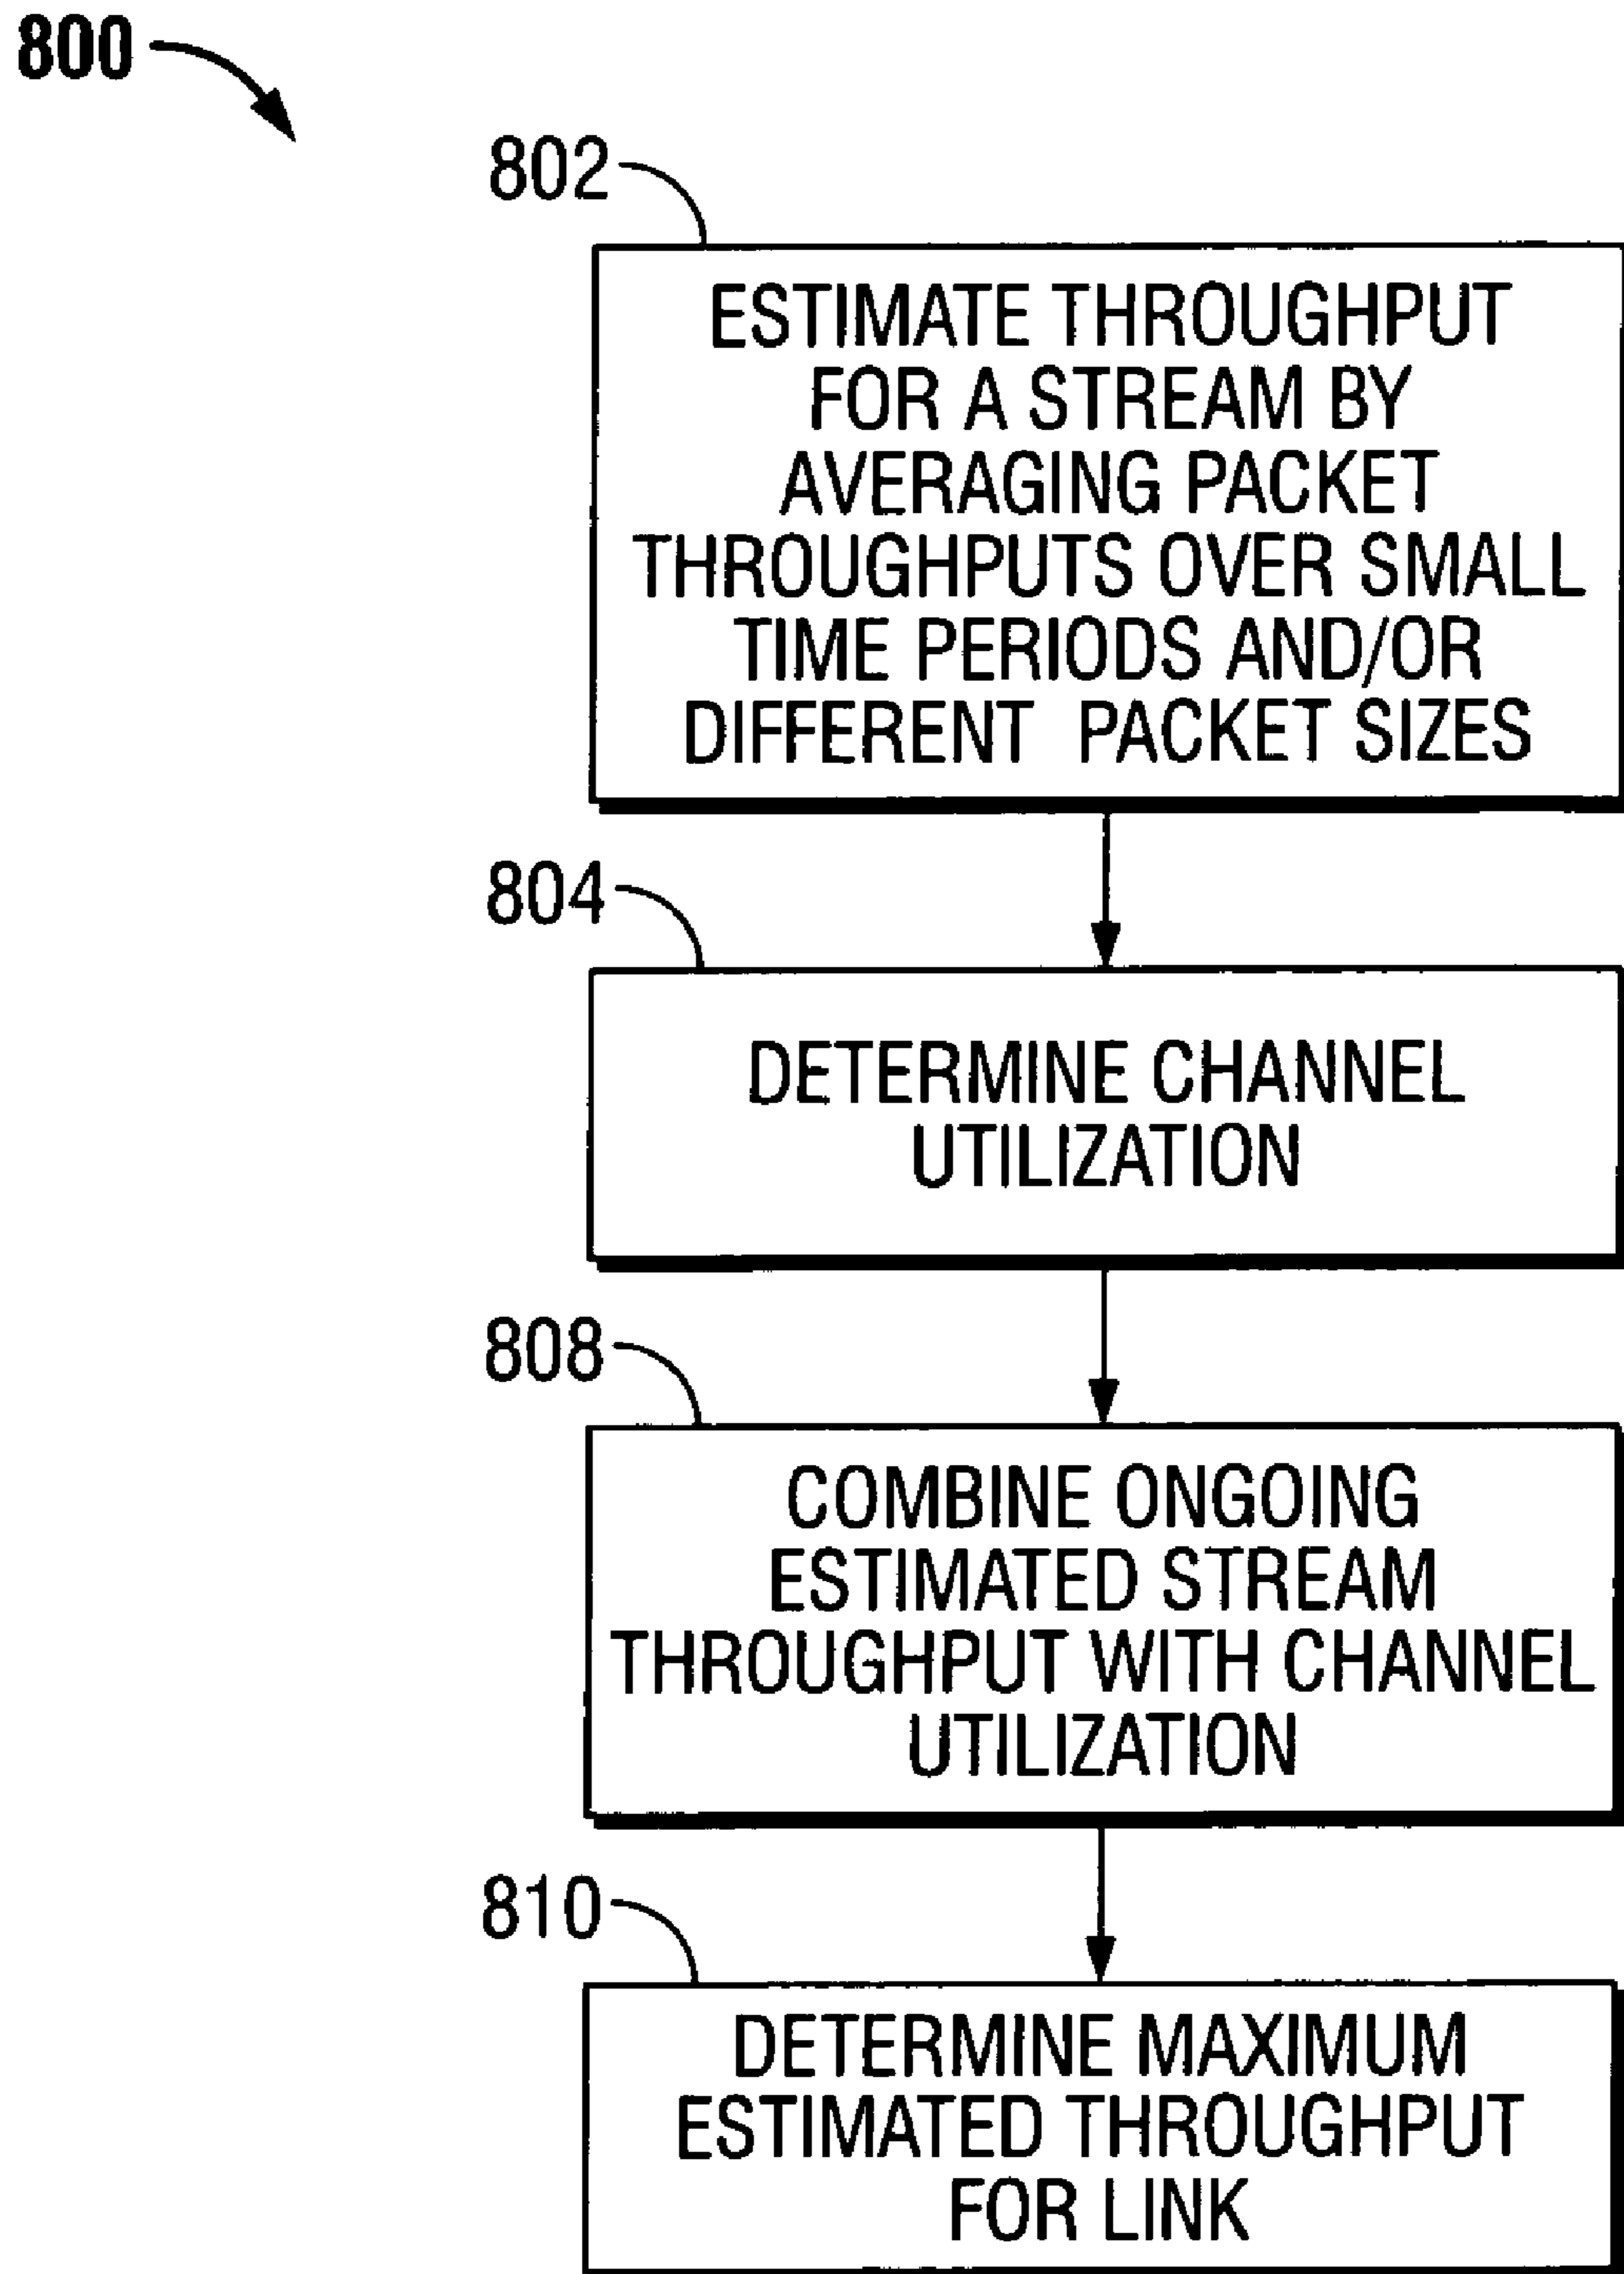 800
802
ESTIMATE THROUGHPUT
FOR A STREAM BY
AVERAGING PACKET
THROUGHPUTS OVER SMALL
TIME PERIODS AND/OR
DIFFERENT PACKET SIZES
804
DETERMINE CHANNEL
UTILIZATION
808
COMBINE ONGOING
ESTIMATED STREAM
THROUGHPUT WITH CHANNEL
UTILIZATION
810
DETERMINE MAXIMUM
ESTIMATED THROUGHPUT
FOR LINK